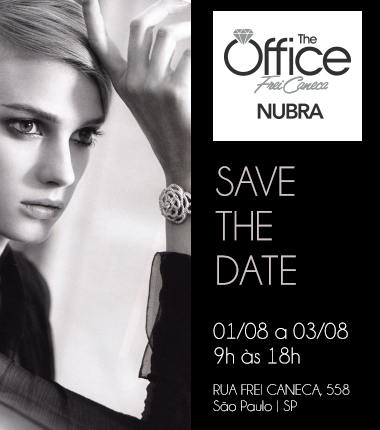 The
Office
Frei Caneca
NUBRA
SAVE
THE
DATE
01/08 a 03/08
9h às 18h
RUA FREI CANECA, 558
São Paulo | SP